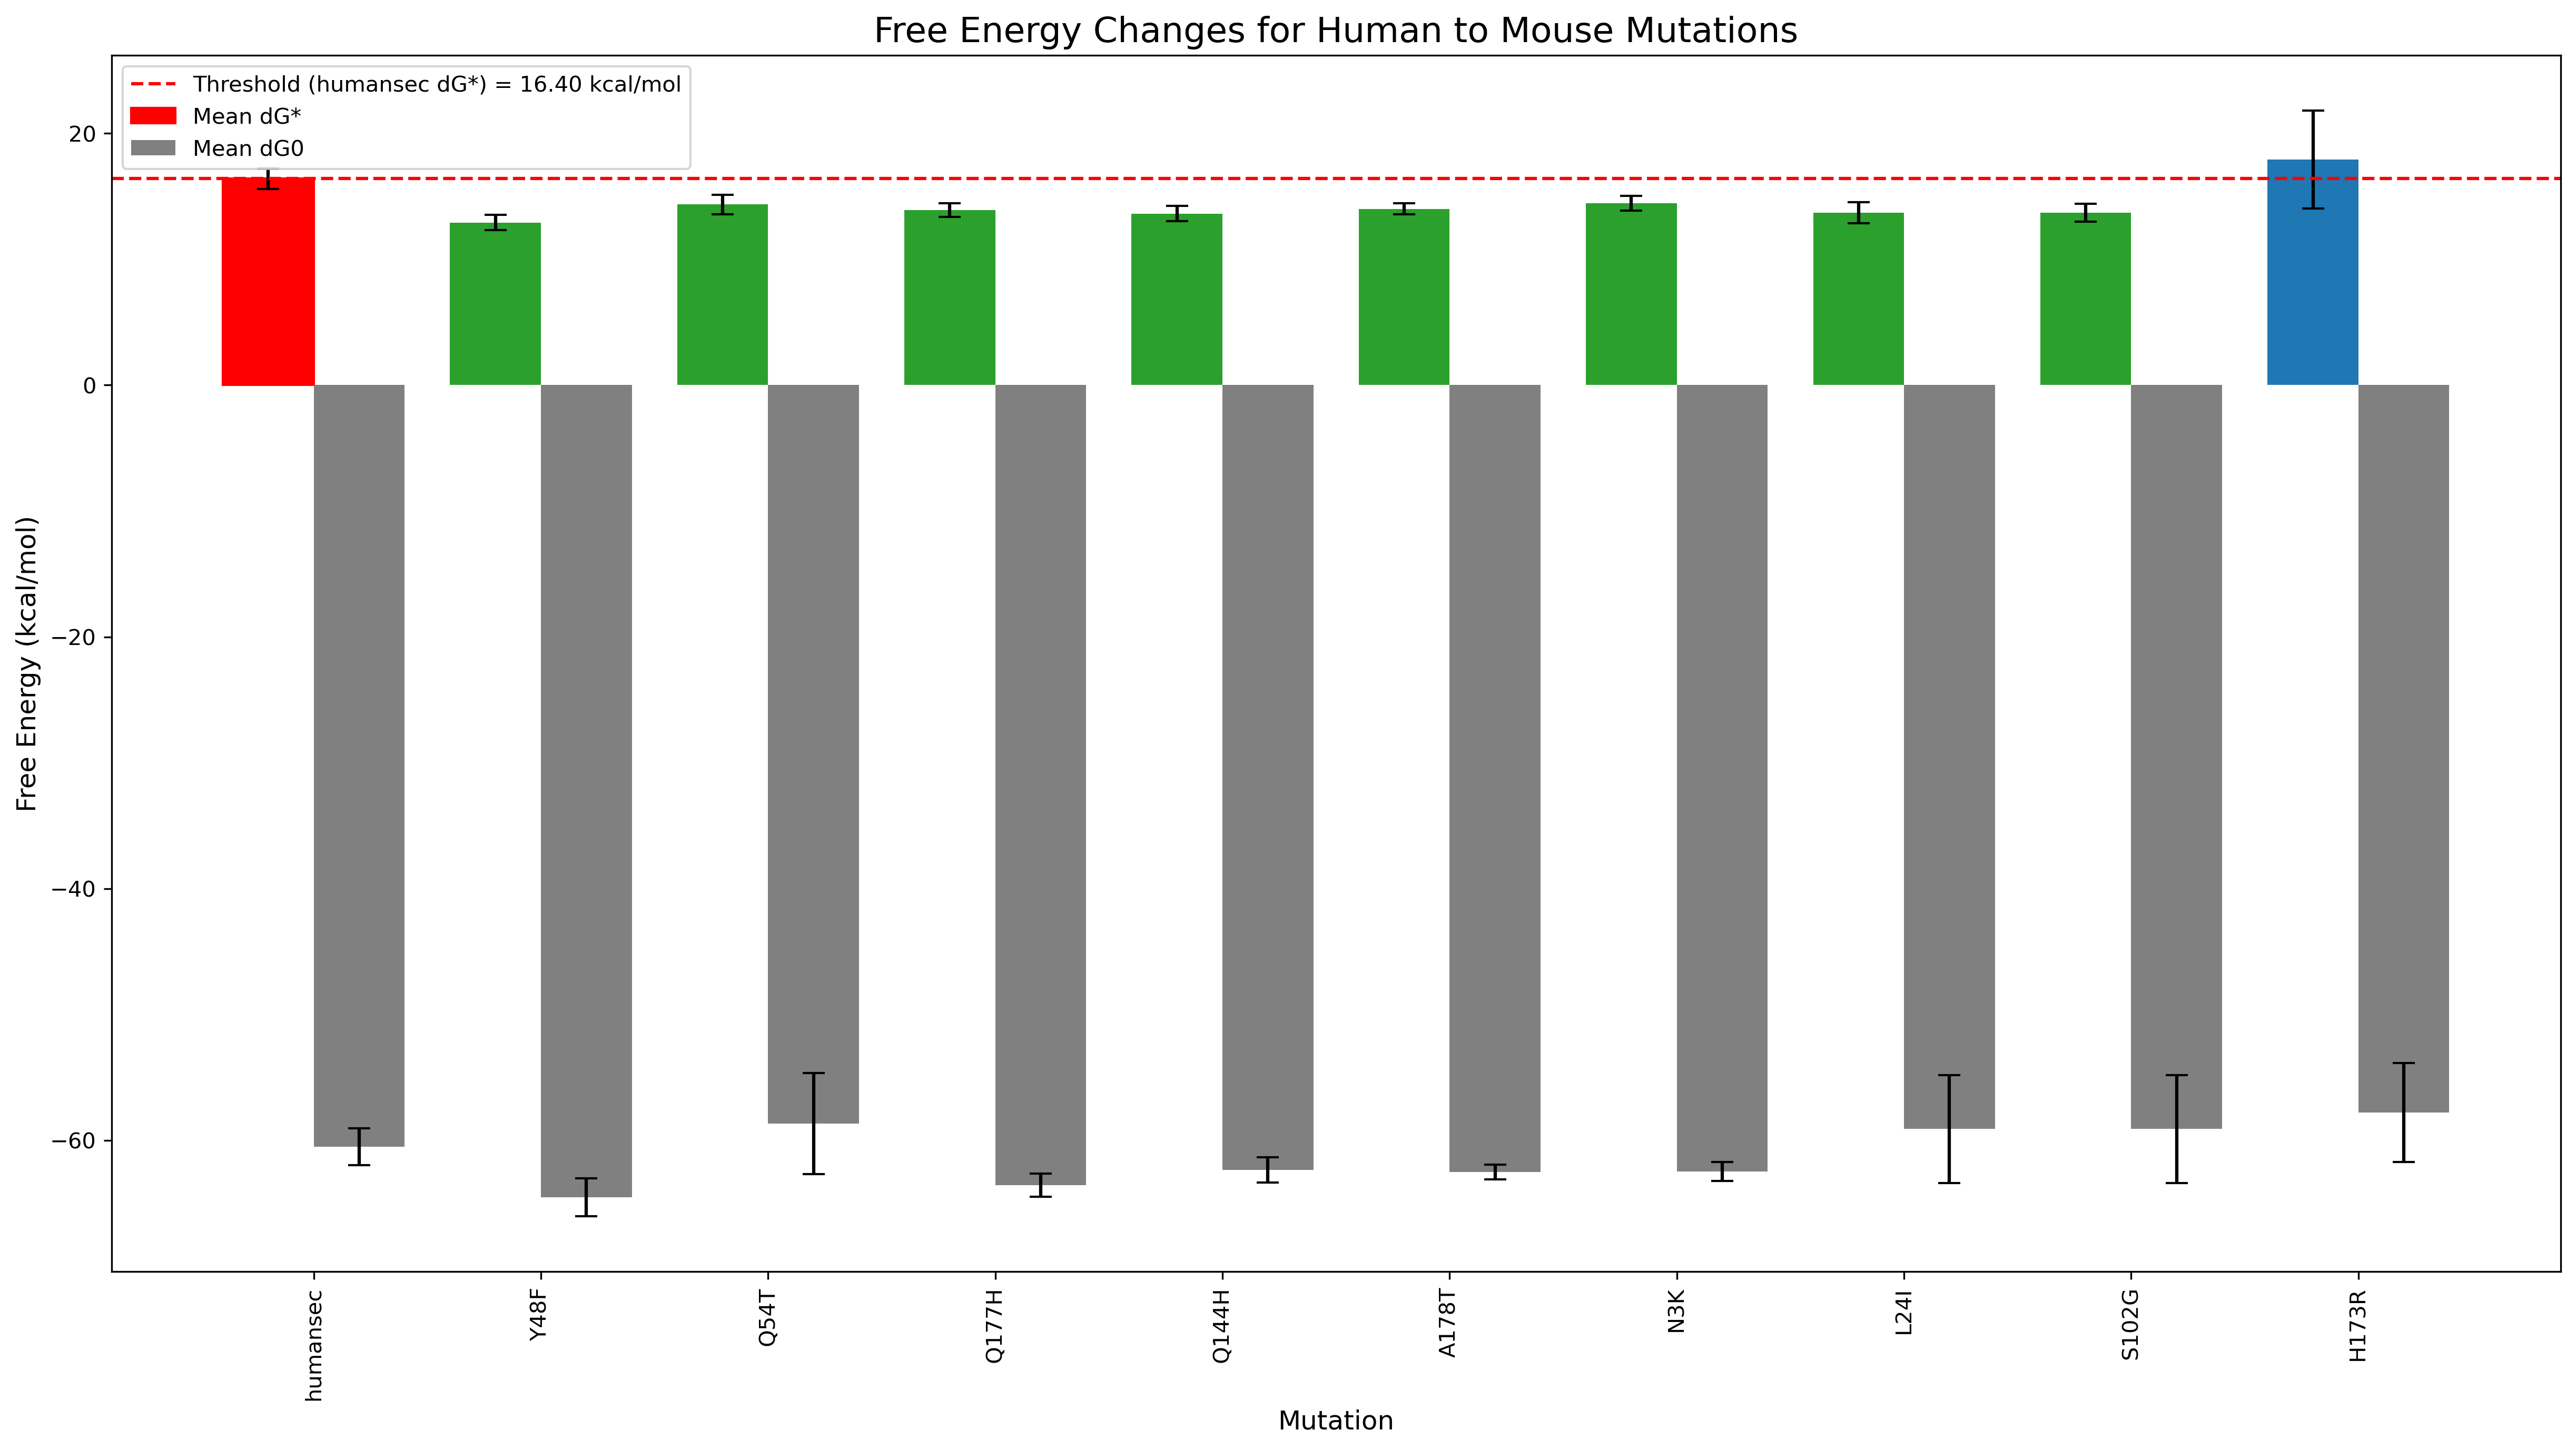 Free Energy Changes for Human to Mouse Mutations
Threshold (humansec dG*) = 16.40 kcal/mol
Mean dG*
Mean dG0
Free Energy (kcal/mol)
20
0
−20
−40
−60
humansec
Y48F
Q54T
Q177H
Q144H
A178T
N3K
L24I
S102G
H173R
Mutation